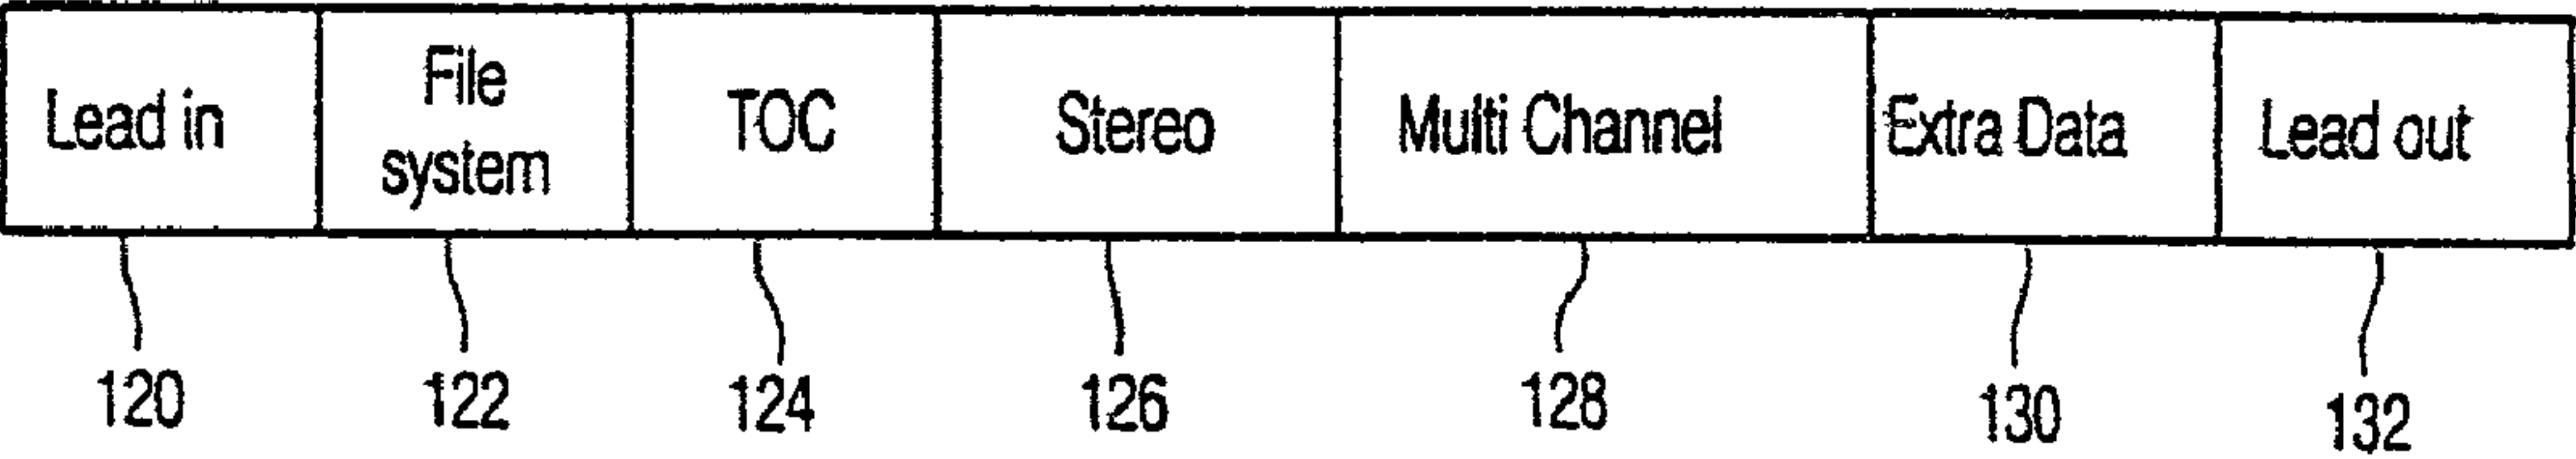 Lead in
File
system
TOC
Stereo
Multi Channel
Extra Data
Lead out
120
122
124
126
128
130
132